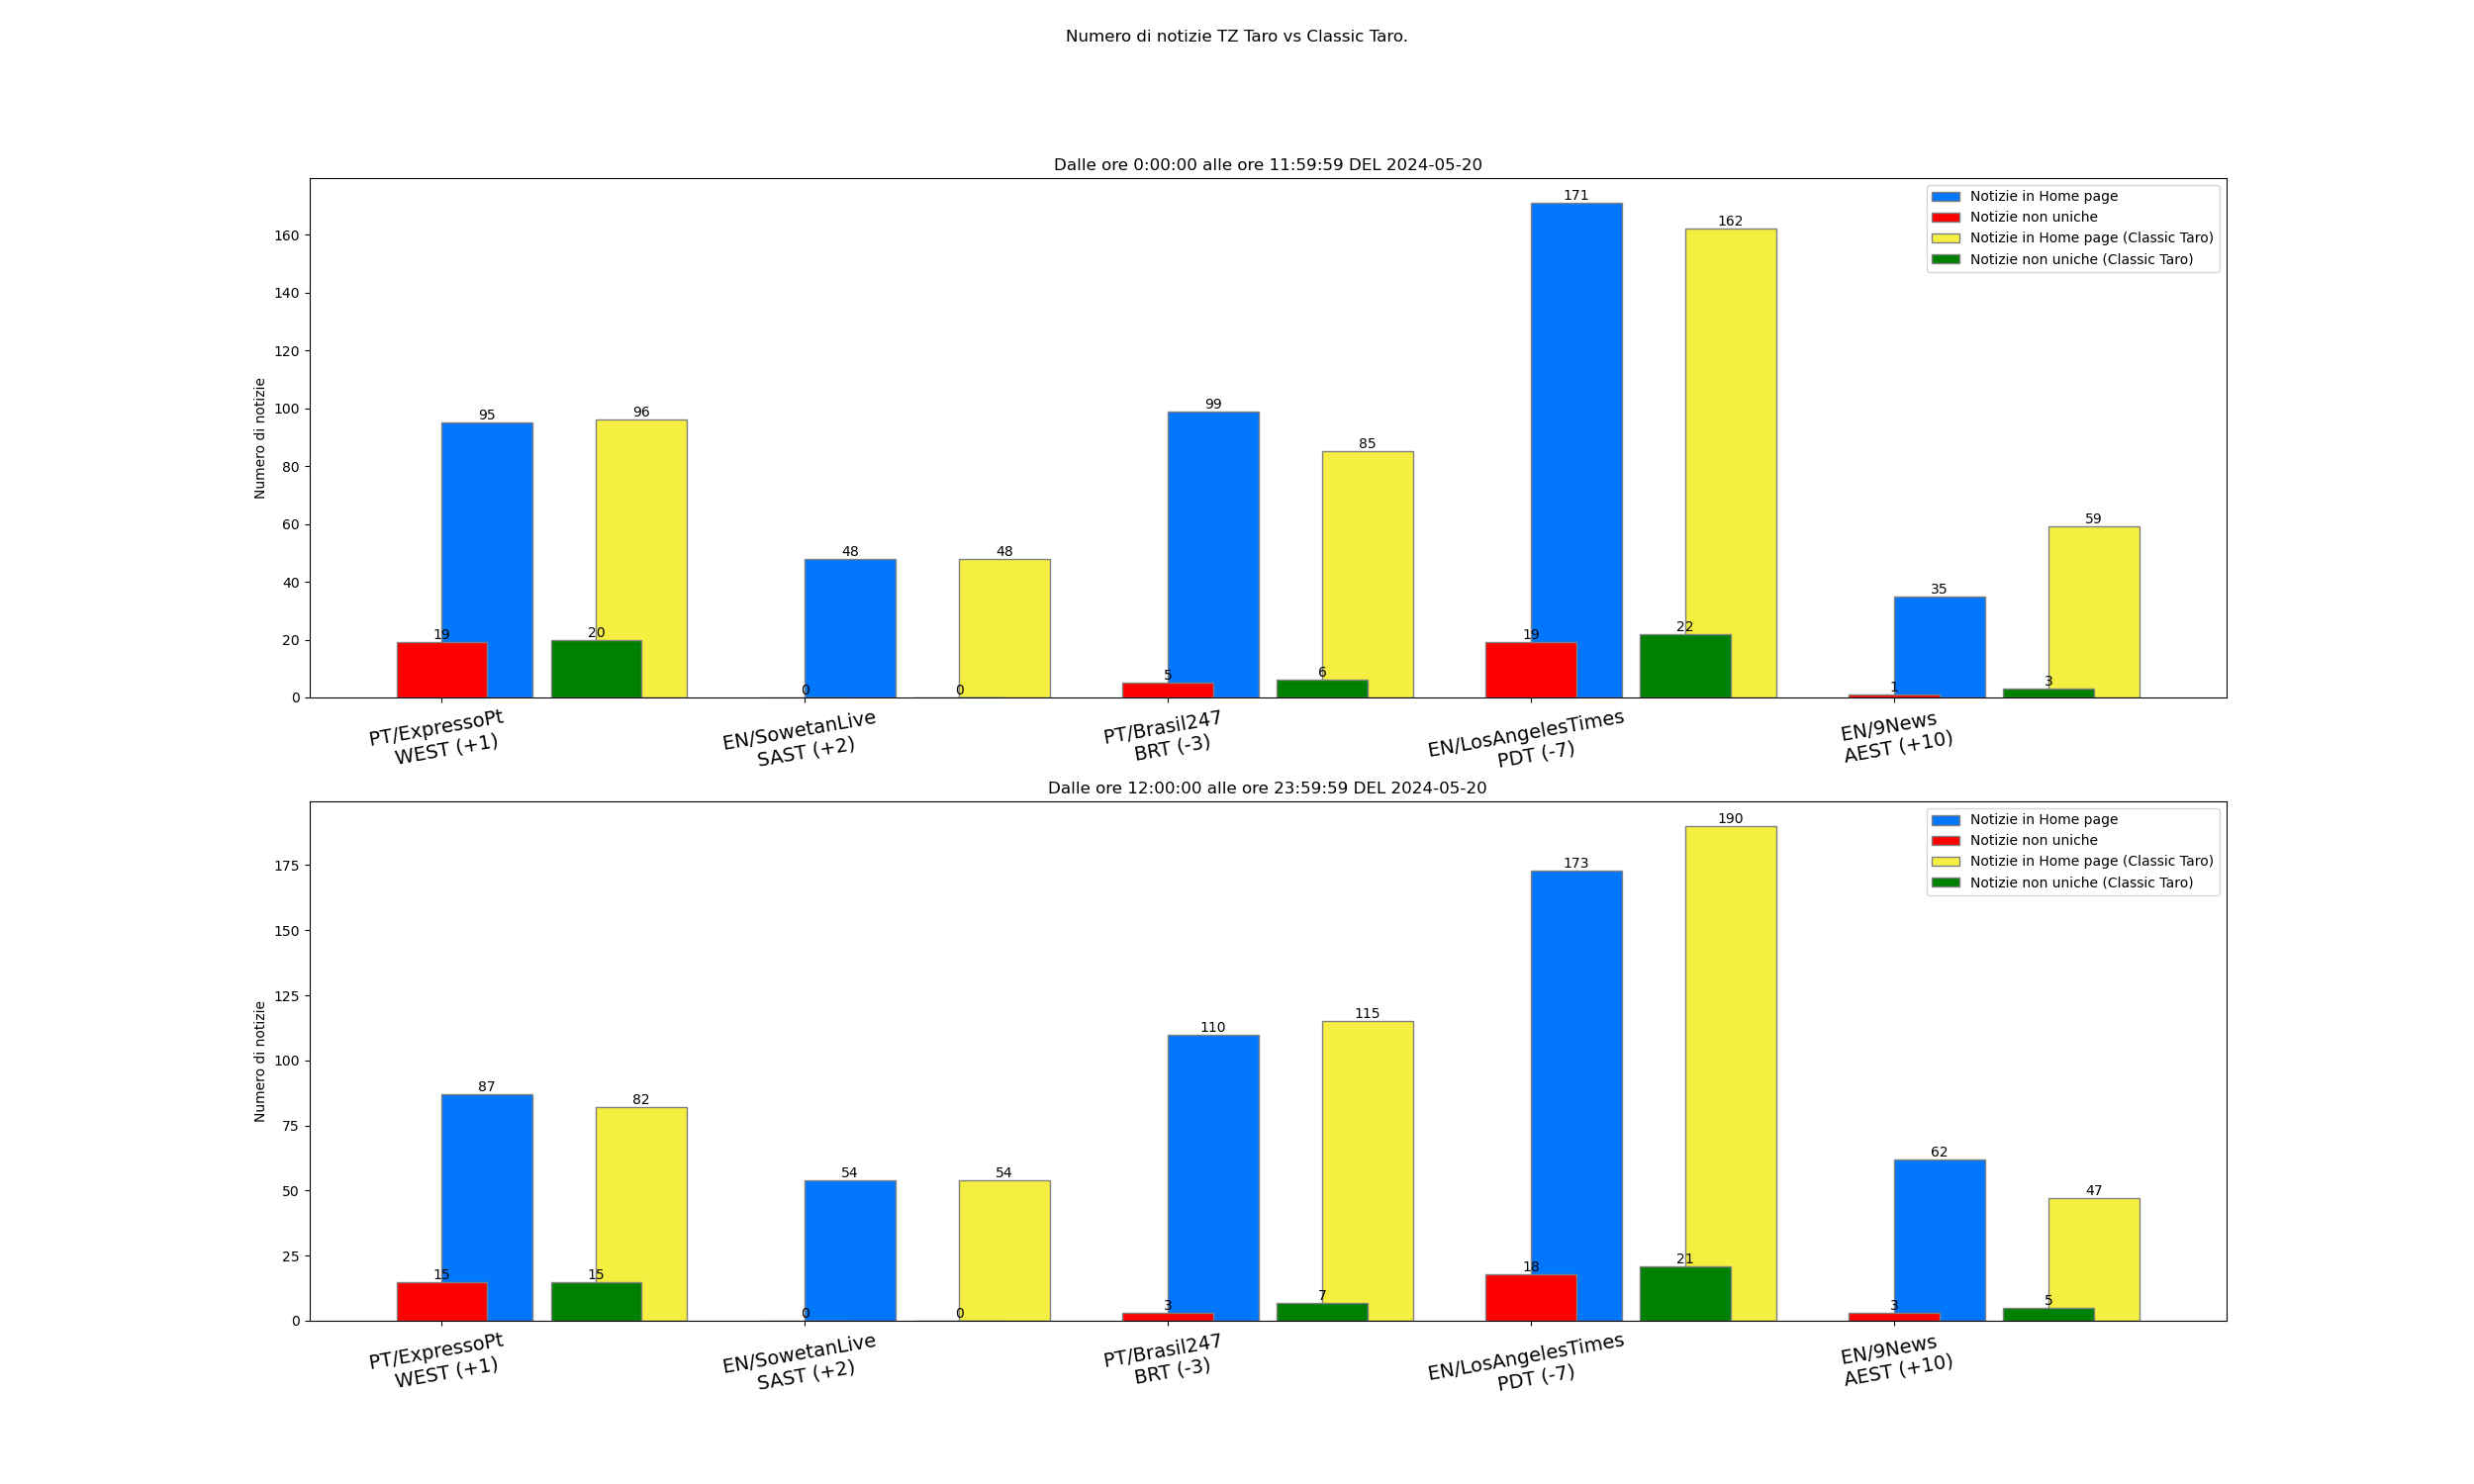 Numero di notizie TZ Taro vs Classic Taro.
Dalle ore 0:00:00 alle ore 11:59:59 DEL 2024-05-20
Numero di notizie
160
140
120
100
80
60
40
20
0
Notizie in Home page
Notizie non uniche
Notizie in Home page (Classic Taro)
Notizie non uniche (Classic Taro)
19
95
20
96
0
48
0
48
5
99
6
85
19
171
22
162
1
35
3
59
PT/ExpressoPt
WEST (+1)
EN/SowetanLive
SAST (+2)
PT/Brasil247
BRT (-3)
EN/LosAngelesTimes
PDT (-7)
EN/9News
AEST (+10)
Dalle ore 12:00:00 alle ore 23:59:59 DEL 2024-05-20
Numero di notizie
175
150
125
100
75
50
25
0
Notizie in Home page
Notizie non uniche
Notizie in Home page (Classic Taro)
Notizie non uniche (Classic Taro)
15
87
15
82
0
54
0
54
3
110
7
115
18
173
21
190
3
62
5
47
PT/ExpressoPt
WEST (+1)
EN/SowetanLive
SAST (+2)
PT/Brasil247
BRT (-3)
EN/LosAngelesTimes
PDT (-7)
EN/9News
AEST (+10)